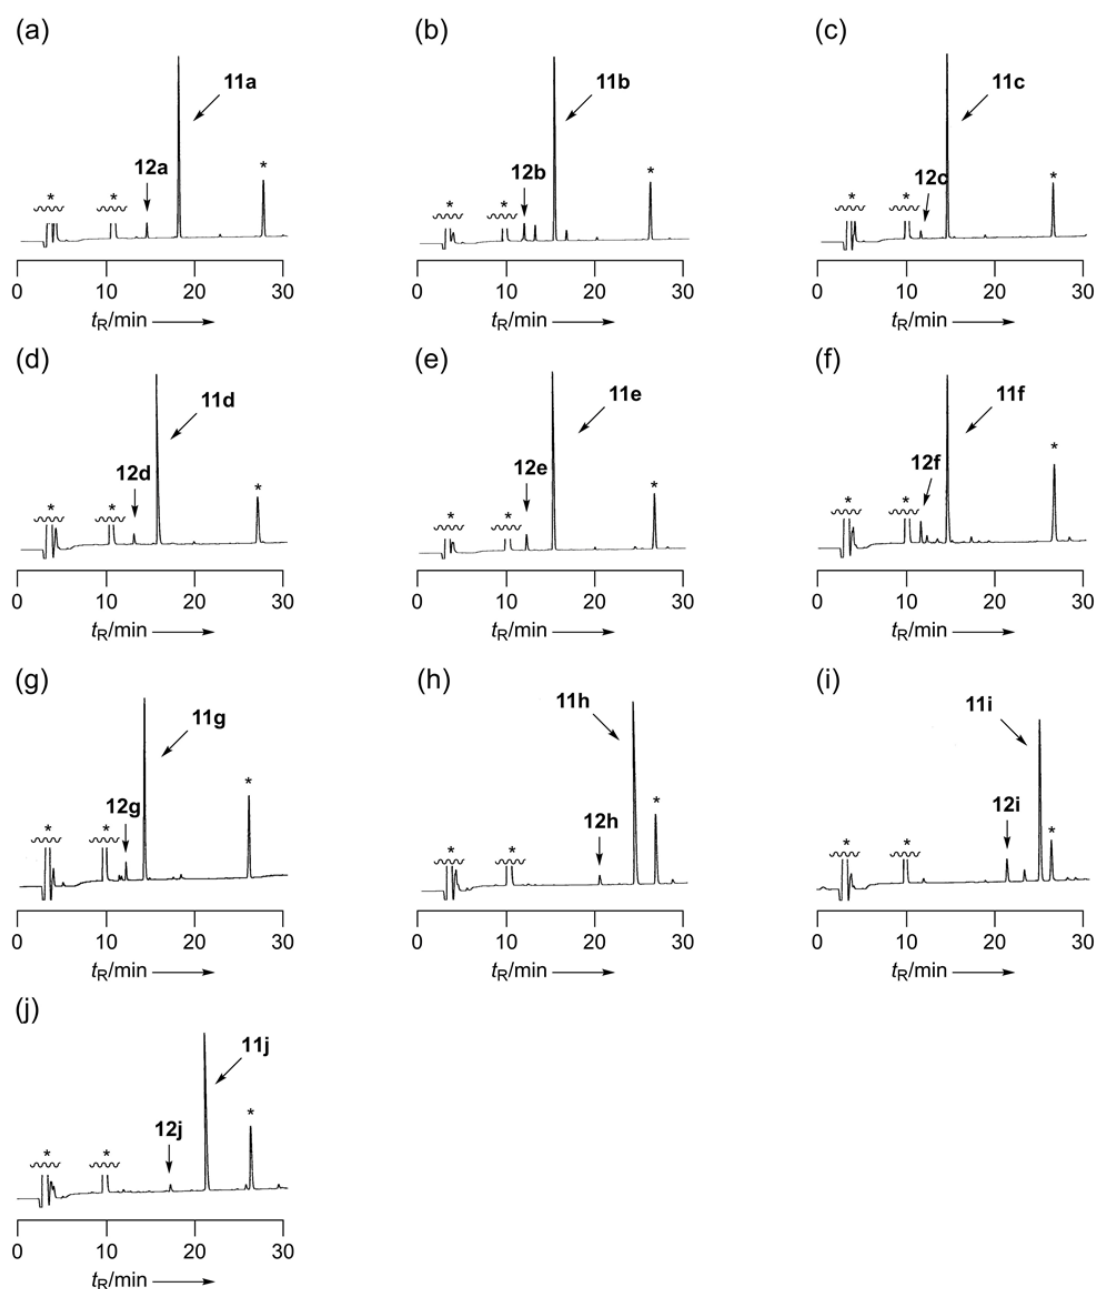 (a)
(b)
(c)
11a
11b
11c
12a
12b
12c
* * *
* * *
* * *
0 10 20 30
0 10 20 30
0 10 20 30
tR/min
tR/min
tR/min
(d)
(e)
(f)
11d
11e
11f
12d
12e
12f
* * *
* * *
* * *
0 10 20 30
0 10 20 30
0 10 20 30
tR/min
tR/min
tR/min
(g)
(h)
(i)
11g
11h
11i
12g
12h
12i
* * *
* * *
* * *
0 10 20 30
0 10 20 30
0 10 20 30
tR/min
tR/min
tR/min
(j)
11j
12j
* * *
0 10 20 30
tR/min